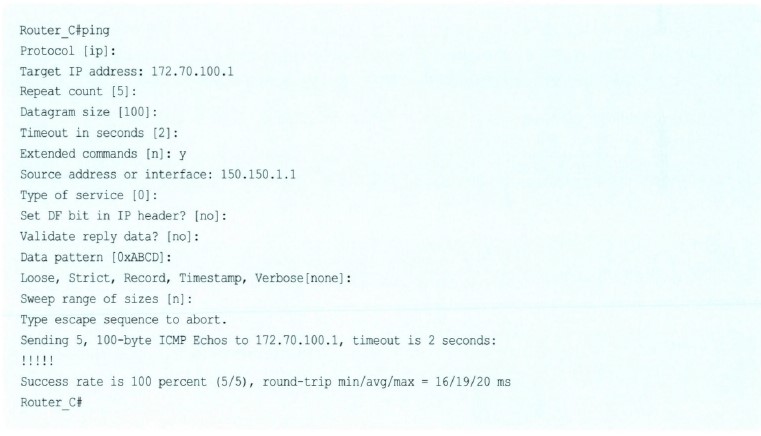 Router_C#ping
Protocol [ip]:
Target IP address: 172.70.100.1
Repeat count [5]:
Datagram size [100]:
Timeout in seconds [2]:
Extended commands [n]: y
Source address or interface: 150.150.1.1
Type of service [0]:
Set DF bit in IP header? [no]:
Validate reply data? [no]:
Data pattern [0xABCD]:
Loose, Strict, Record, Timestamp, Verbose[none]:
Sweep range of sizes [n]:
Type escape sequence to abort.
Sending 5, 100-byte ICMP Echos to 172.70.100.1, timeout is 2 seconds:
!!!!!
Success rate is 100 percent (5/5), round-trip min/avg/max = 16/19/20 ms
Router_C#